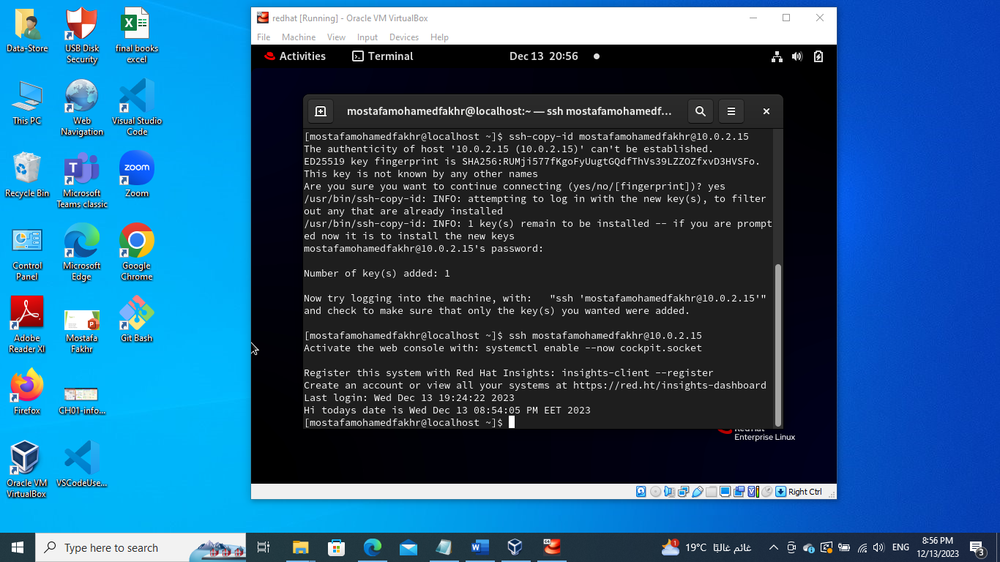 Data-Store
USB Disk
Security
final books
excel
This PC
Web
Navigation
Visual Studio
Code
Recycle Bin
Microsoft
Teams classic
zoom
Zoom
Control
Panel
Microsoft
Edge
Google
Chrome
Adobe
Reader XI
Mostafa
Fakhr
Git Bash
Firefox
CH01-info...
Oracle VM
VirtualBox
VSCodeUse...
redhat [Running] - Oracle VM VirtualBox
File Machine View Input Devices Help
Activities Terminal Dec 13 20:56
mostafamohamedfakhr@localhost:~ — ssh mostafamohamedf...
[mostafamohamedfakhr@localhost ~]$ ssh-copy-id mostafamohamedfakhr@10.0.2.15
The authenticity of host '10.0.2.15 (10.0.2.15)' can't be established.
ED25519 key fingerprint is SHA256:RUMji577fKgoFyUugtGQdfThVs39LZZOZfxvD3HVSFo.
This key is not known by any other names
Are you sure you want to continue connecting (yes/no/[fingerprint])? yes
/usr/bin/ssh-copy-id: INFO: attempting to log in with the new key(s), to filter
out any that are already installed
/usr/bin/ssh-copy-id: INFO: 1 key(s) remain to be installed -- if you are prompt
ed now it is to install the new keys
mostafamohamedfakhr@10.0.2.15's password:
Number of key(s) added: 1
Now try logging into the machine, with:   "ssh 'mostafamohamedfakhr@10.0.2.15'"
and check to make sure that only the key(s) you wanted were added.
[mostafamohamedfakhr@localhost ~]$ ssh mostafamohamedfakhr@10.0.2.15
Activate the web console with: systemctl enable --now cockpit.socket
Register this system with Red Hat Insights: insights-client --register
Create an account or view all your systems at https://red.ht/insights-dashboard
Last login: Wed Dec 13 19:24:22 2023
Hi todays date is Wed Dec 13 08:54:05 PM EET 2023
[mostafamohamedfakhr@localhost ~]$
Red Hat
Enterprise Linux
Right Ctrl
Type here to search
19°C غائم غالبًا
ENG
8:56 PM
12/13/2023
3